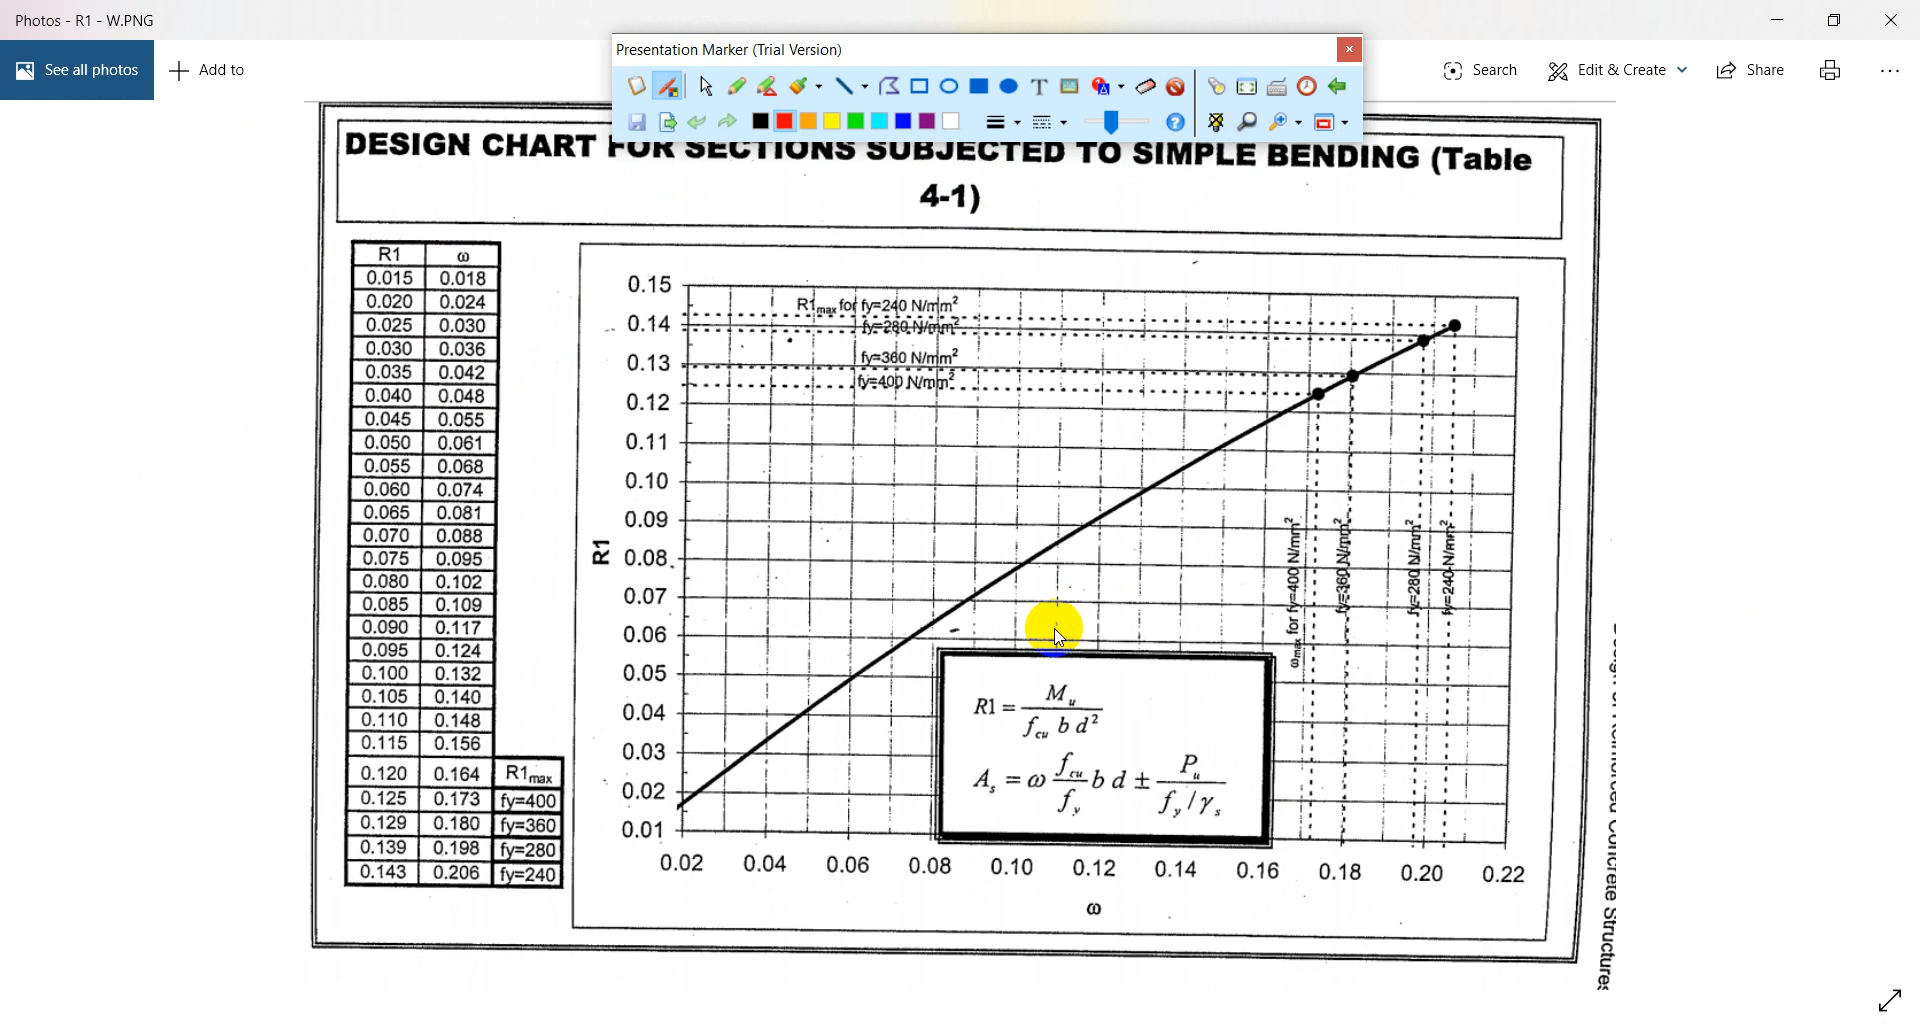 Photos - R1 - W.PNG
See all photos
Add to
Presentation Marker (Trial Version)
Search
Edit & Create
Share
DESIGN CHART FOR SECTIONS SUBJECTED TO SIMPLE BENDING (Table
4-1)
R1 ω
0.015 0.018
0.020 0.024
0.025 0.030
0.030 0.036
0.035 0.042
0.040 0.048
0.045 0.055
0.050 0.061
0.055 0.068
0.060 0.074
0.065 0.081
0.070 0.088
0.075 0.095
0.080 0.102
0.085 0.109
0.090 0.117
0.095 0.124
0.100 0.132
0.105 0.140
0.110 0.148
0.115 0.156
0.120 0.164 R1max
0.125 0.173 fy=400
0.129 0.180 fy=360
0.139 0.198 fy=280
0.143 0.206 fy=240
R1
0.15
0.14
0.13
0.12
0.11
0.10
0.09
0.08
0.07
0.06
0.05
0.04
0.03
0.02
0.01
R1max for fy=240 N/mm²
fy=280 N/mm²
fy=360 N/mm²
fy=400 N/mm²
ωmax for fy=400 N/mm²
fy=360 N/mm²
fy=280 N/mm²
fy=240 N/mm²
R1 = Mu / fcu b d²
As = ω fcu / fy b d ± Pu / fy / γs
0.02 0.04 0.06 0.08 0.10 0.12 0.14 0.16 0.18 0.20 0.22
ω
Concrete Structures